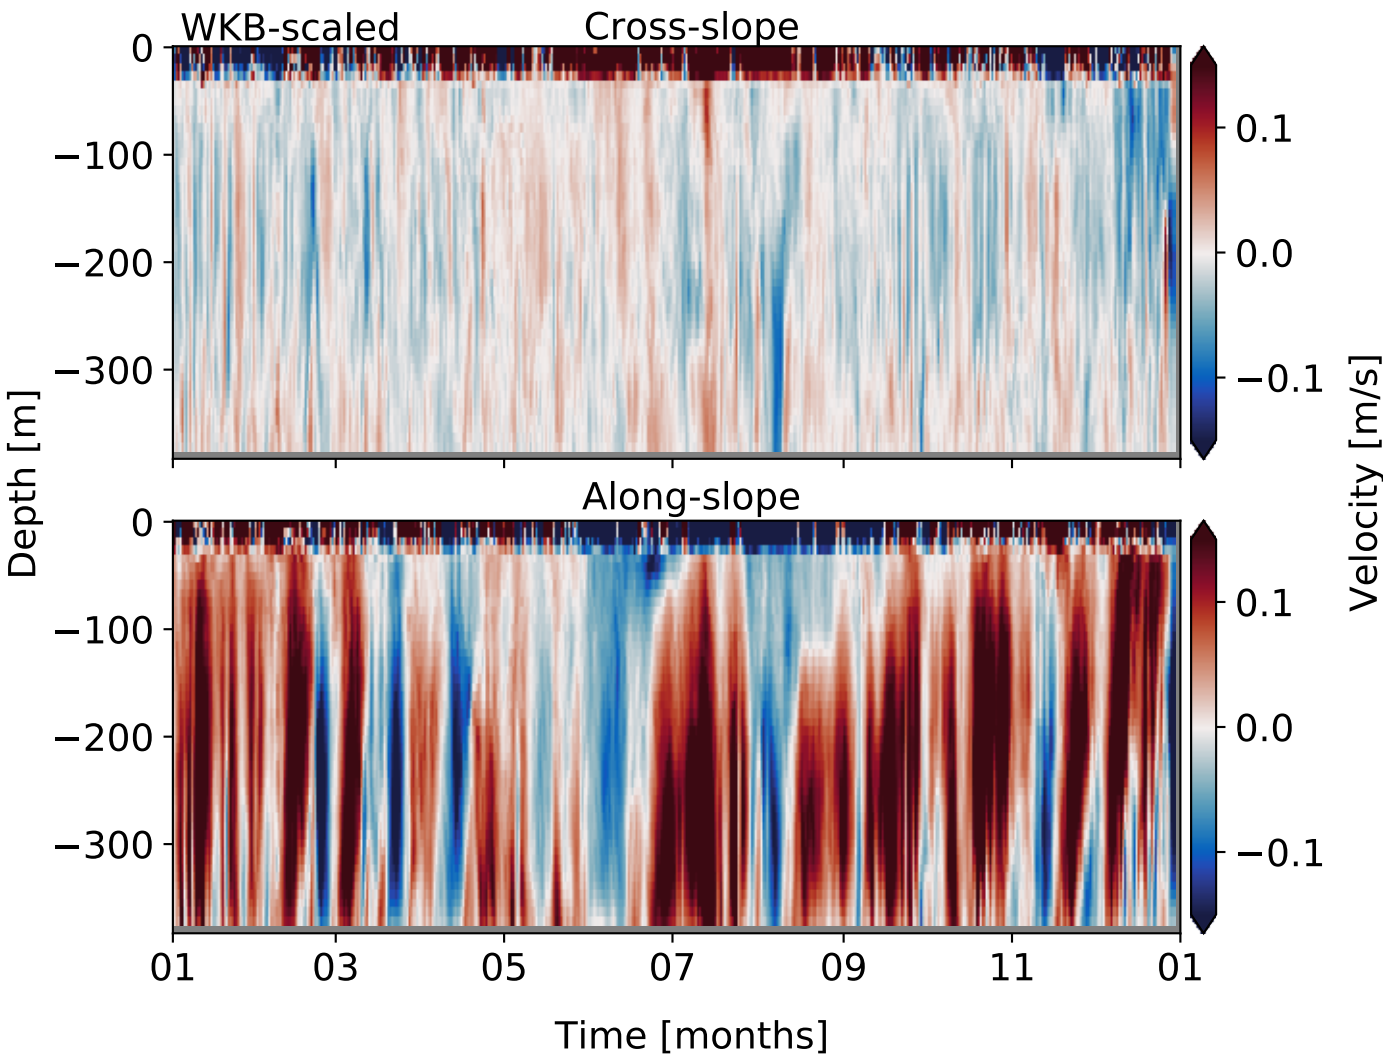 WKB-scaled Cross-slope
0
−100
−200
−300
0.1
0.0
−0.1
Along-slope
0
−100
−200
−300
0.1
0.0
−0.1
Depth [m]
Velocity [m/s]
01 03 05 07 09 11 01
Time [months]